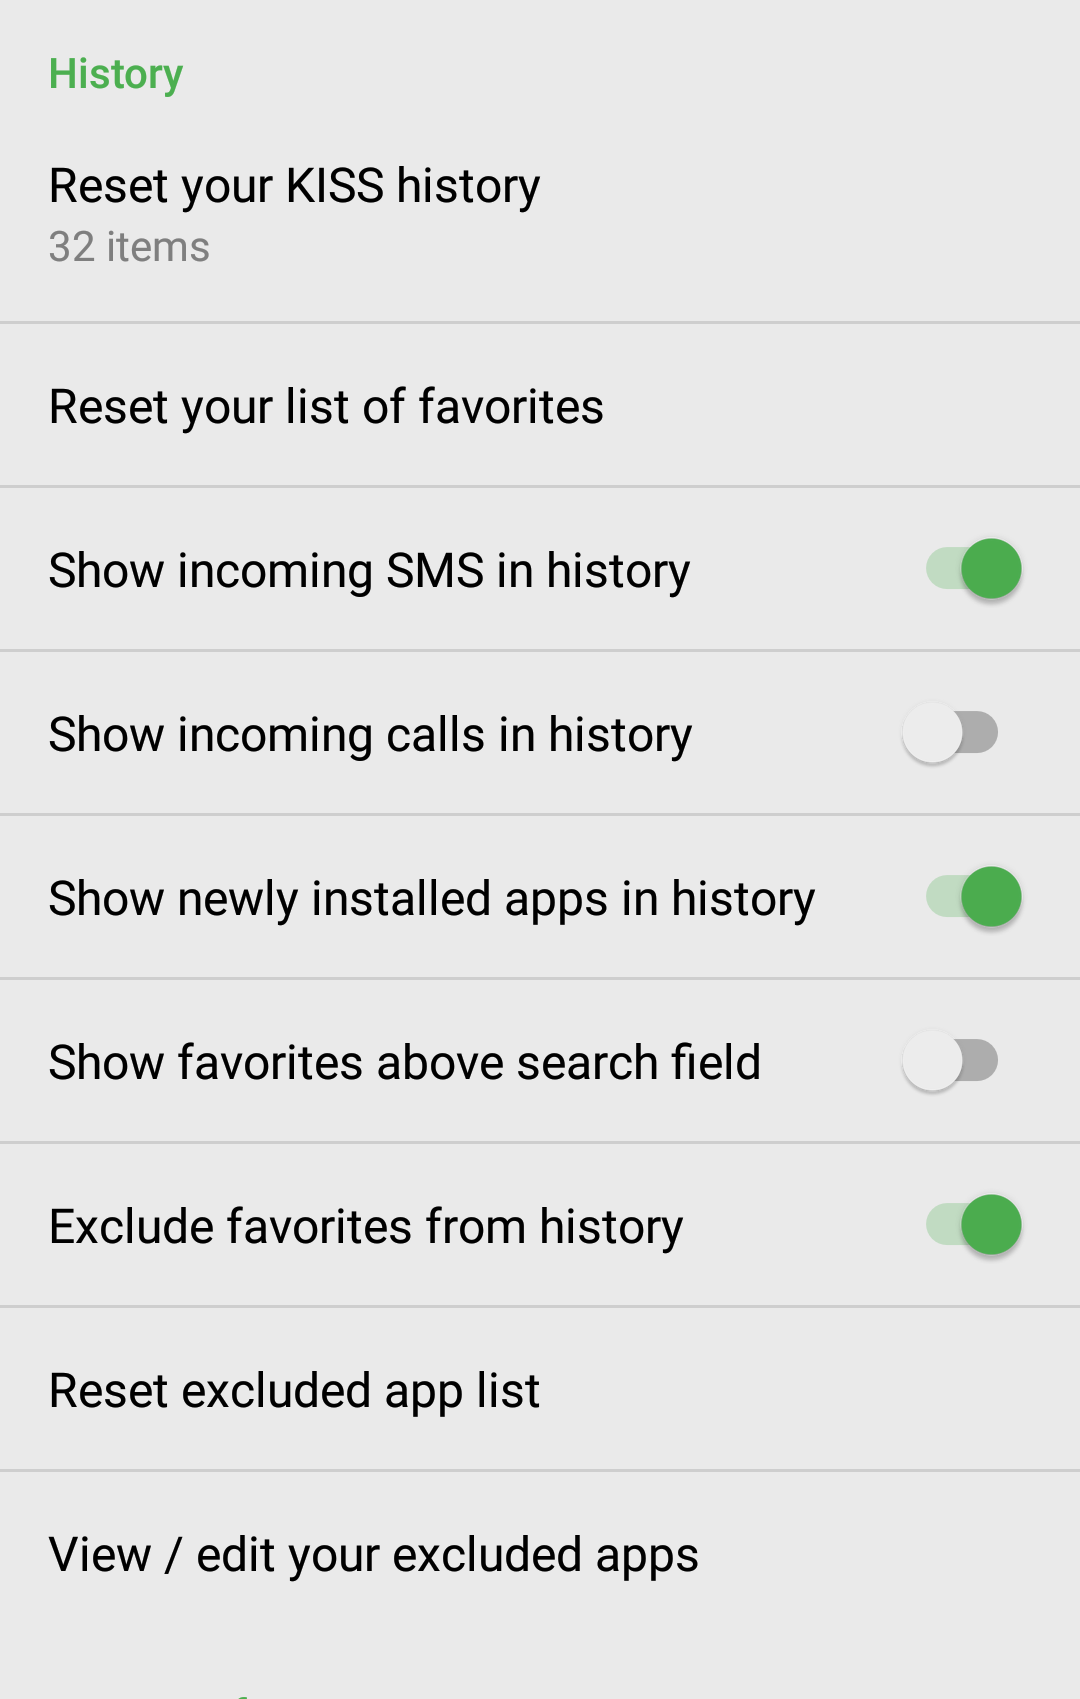 History
Reset your KISS history
32 items
Reset your list of favorites
Show incoming SMS in history
Show incoming calls in history
Show newly installed apps in history
Show favorites above search field
Exclude favorites from history
Reset excluded app list
View / edit your excluded apps